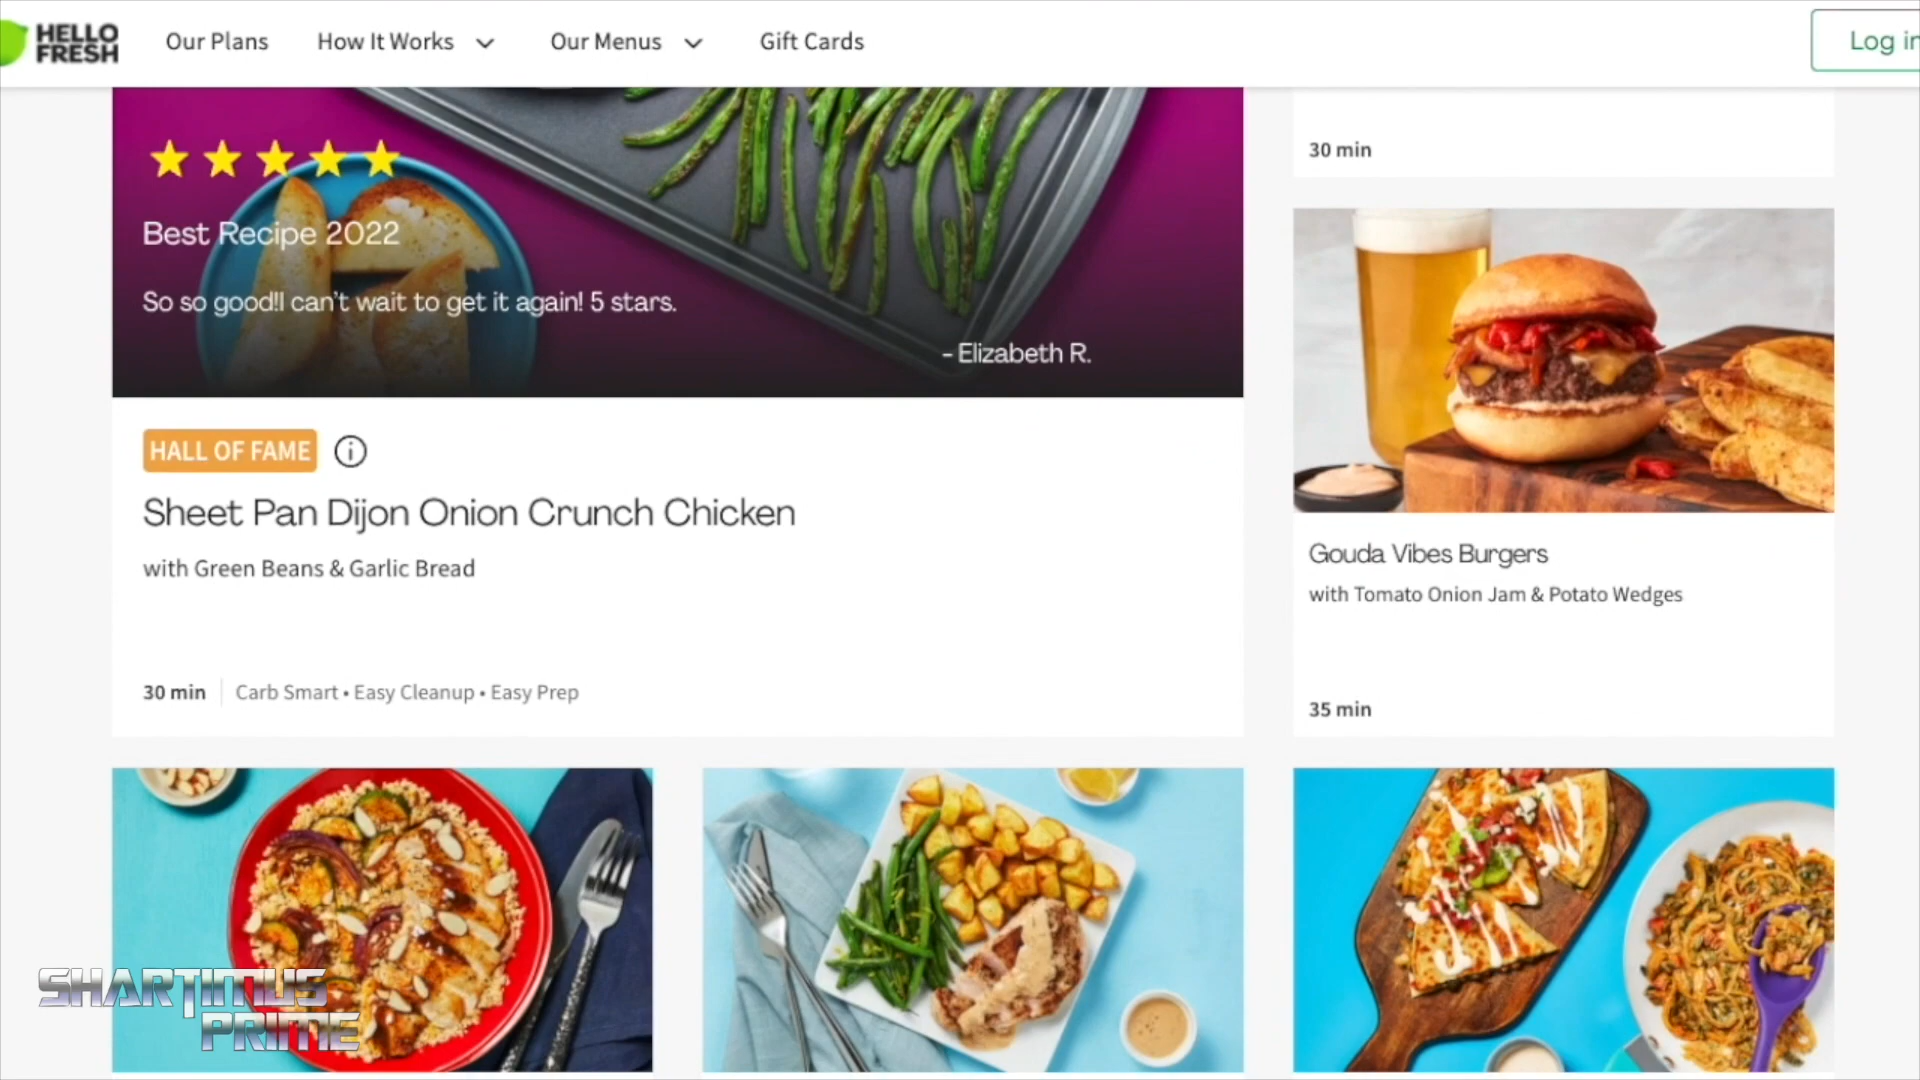 HELLO
FRESH
Our Plans
How It Works
Our Menus
Gift Cards
Log in
Best Recipe 2022
So so good!I can't wait to get it again! 5 stars.
- Elizabeth R.
30 min
HALL OF FAME
Sheet Pan Dijon Onion Crunch Chicken
with Green Beans & Garlic Bread
30 min
Carb Smart • Easy Cleanup • Easy Prep
Gouda Vibes Burgers
with Tomato Onion Jam & Potato Wedges
35 min
SHARTIMUS
PRIME